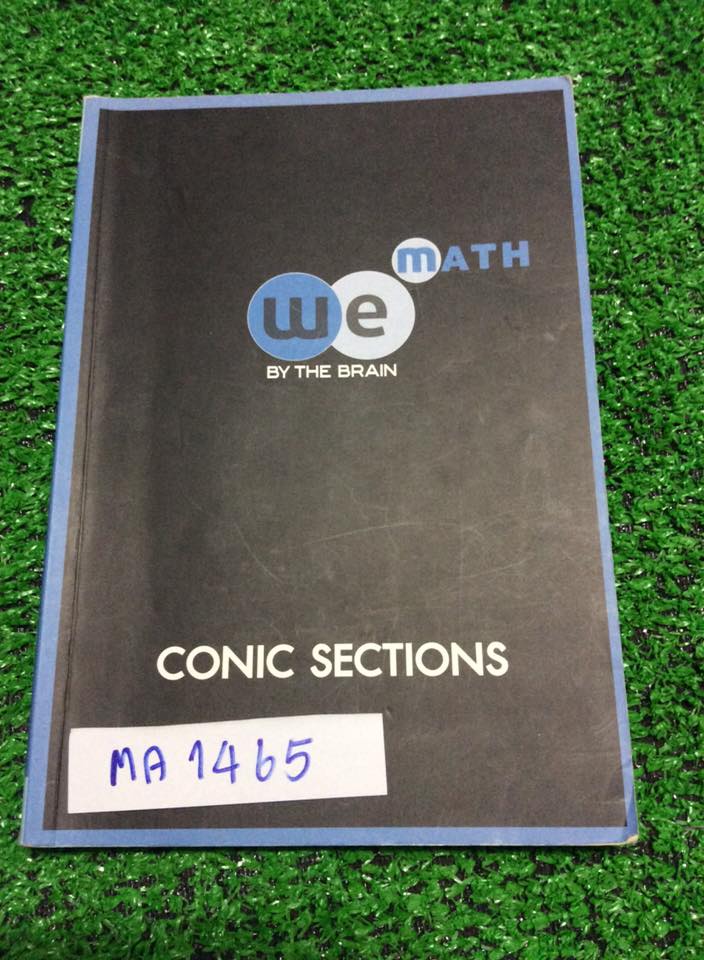 mATH
we
BY THE BRAIN
CONIC SECTIONS
MA 1465